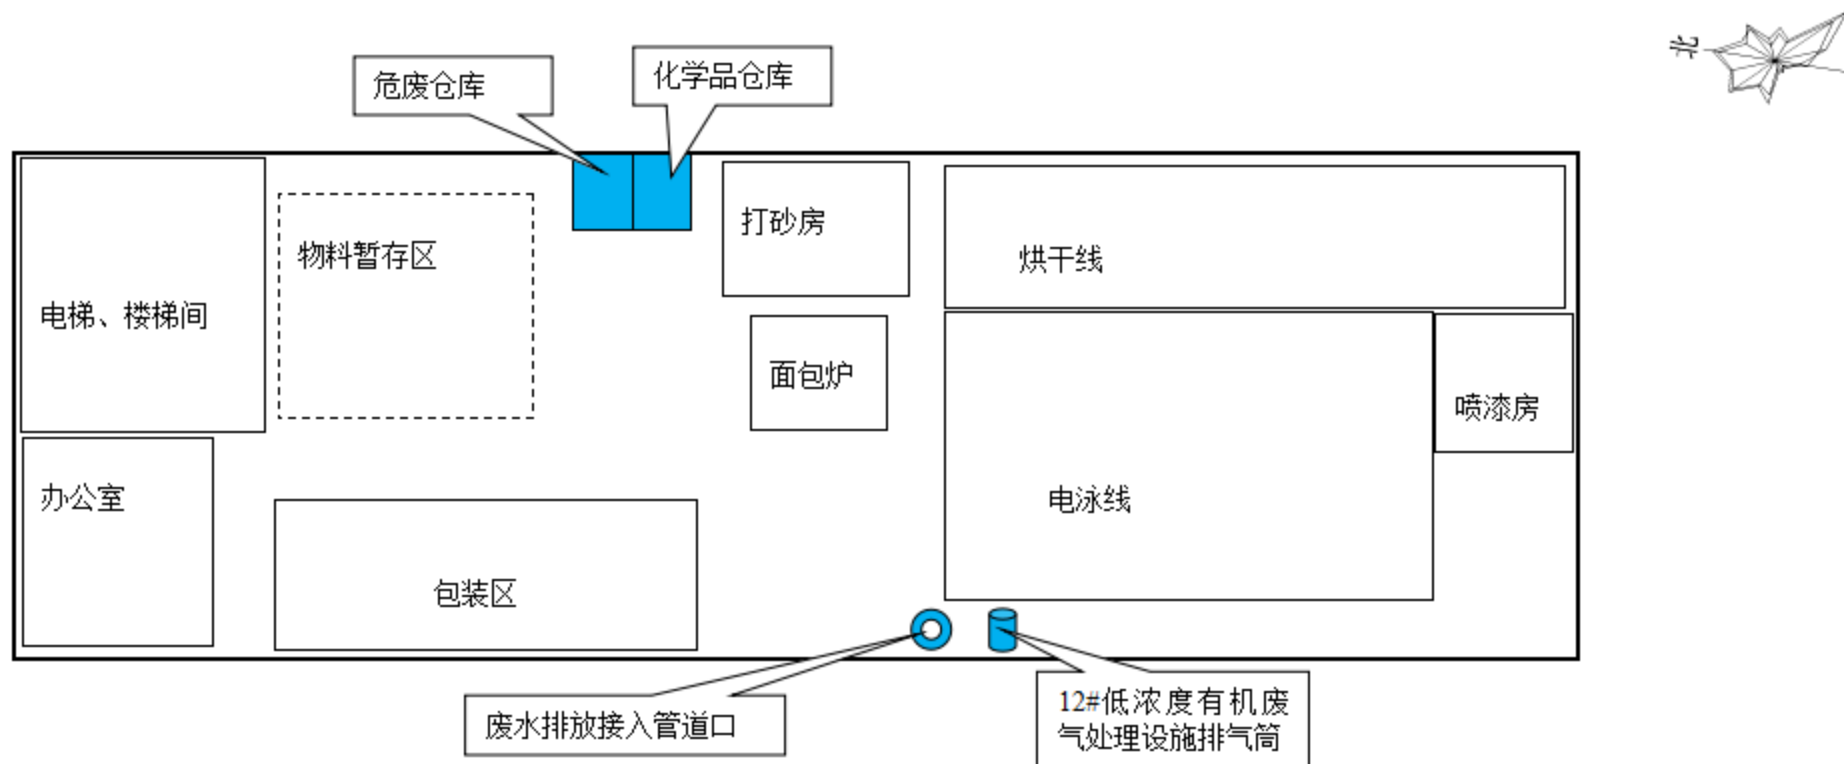 北
危废仓库
化学品仓库
打砂房
物料暂存区
烘干线
电梯、楼梯间
面包炉
喷漆房
办公室
电泳线
包装区
废水排放接入管道口
12#低浓度有机废
气处理设施排气筒